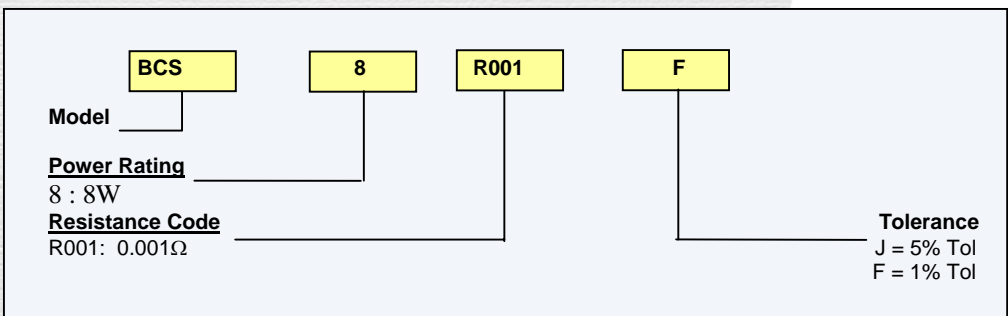 BCS 8 R001 F
Model
Power Rating
8 : 8W
Resistance Code
R001: 0.001Ω
Tolerance
J = 5% Tol
F = 1% Tol